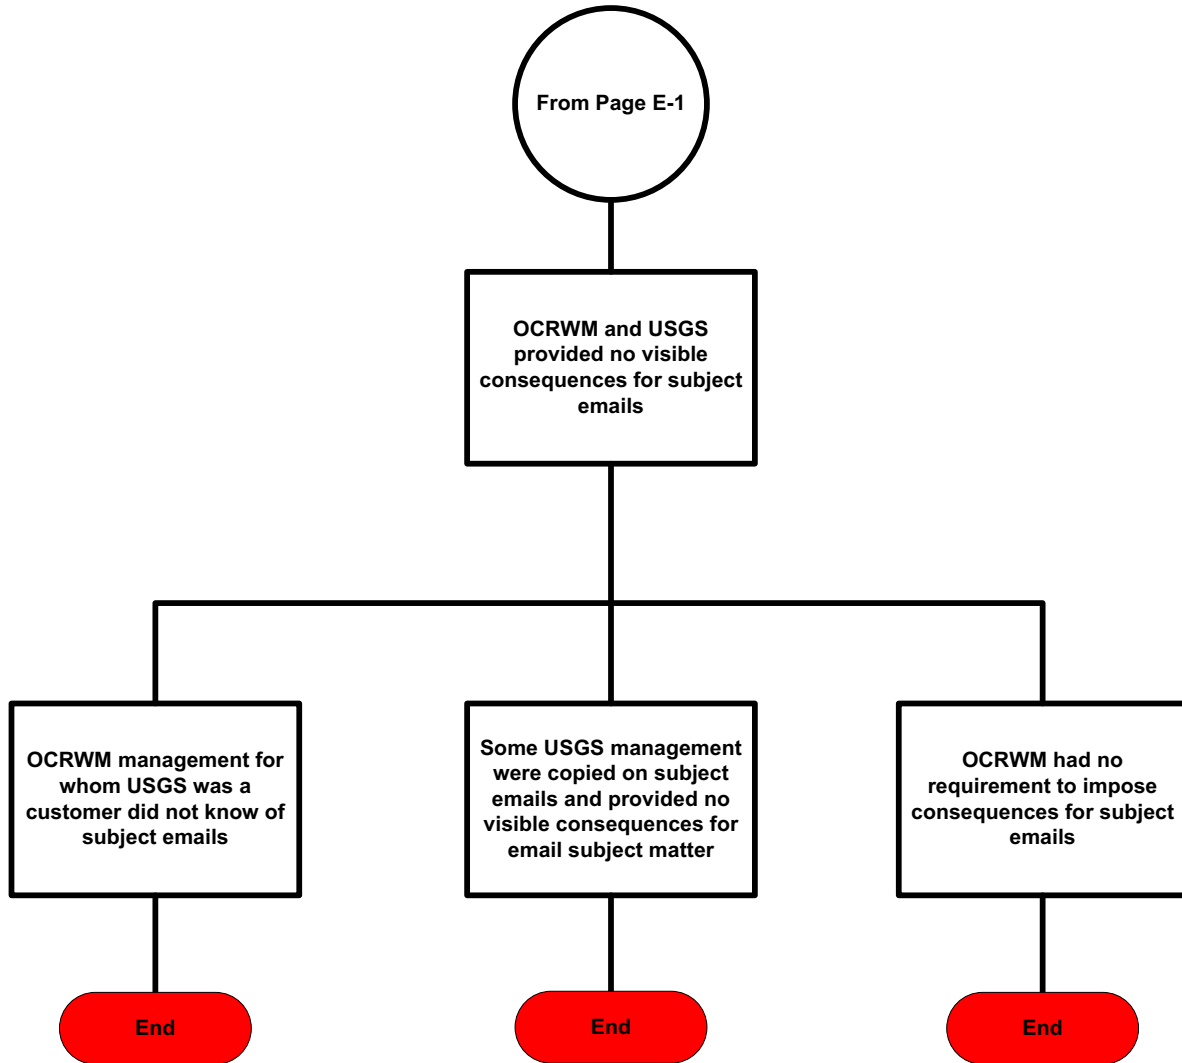 From Page E-1
OCRWM and USGS
provided no visible
consequences for subject
emails
OCRWM management for
whom USGS was a
customer did not know of
subject emails
Some USGS management
were copied on subject
emails and provided no
visible consequences for
email subject matter
OCRWM had no
requirement to impose
consequences for subject
emails
End
End
End